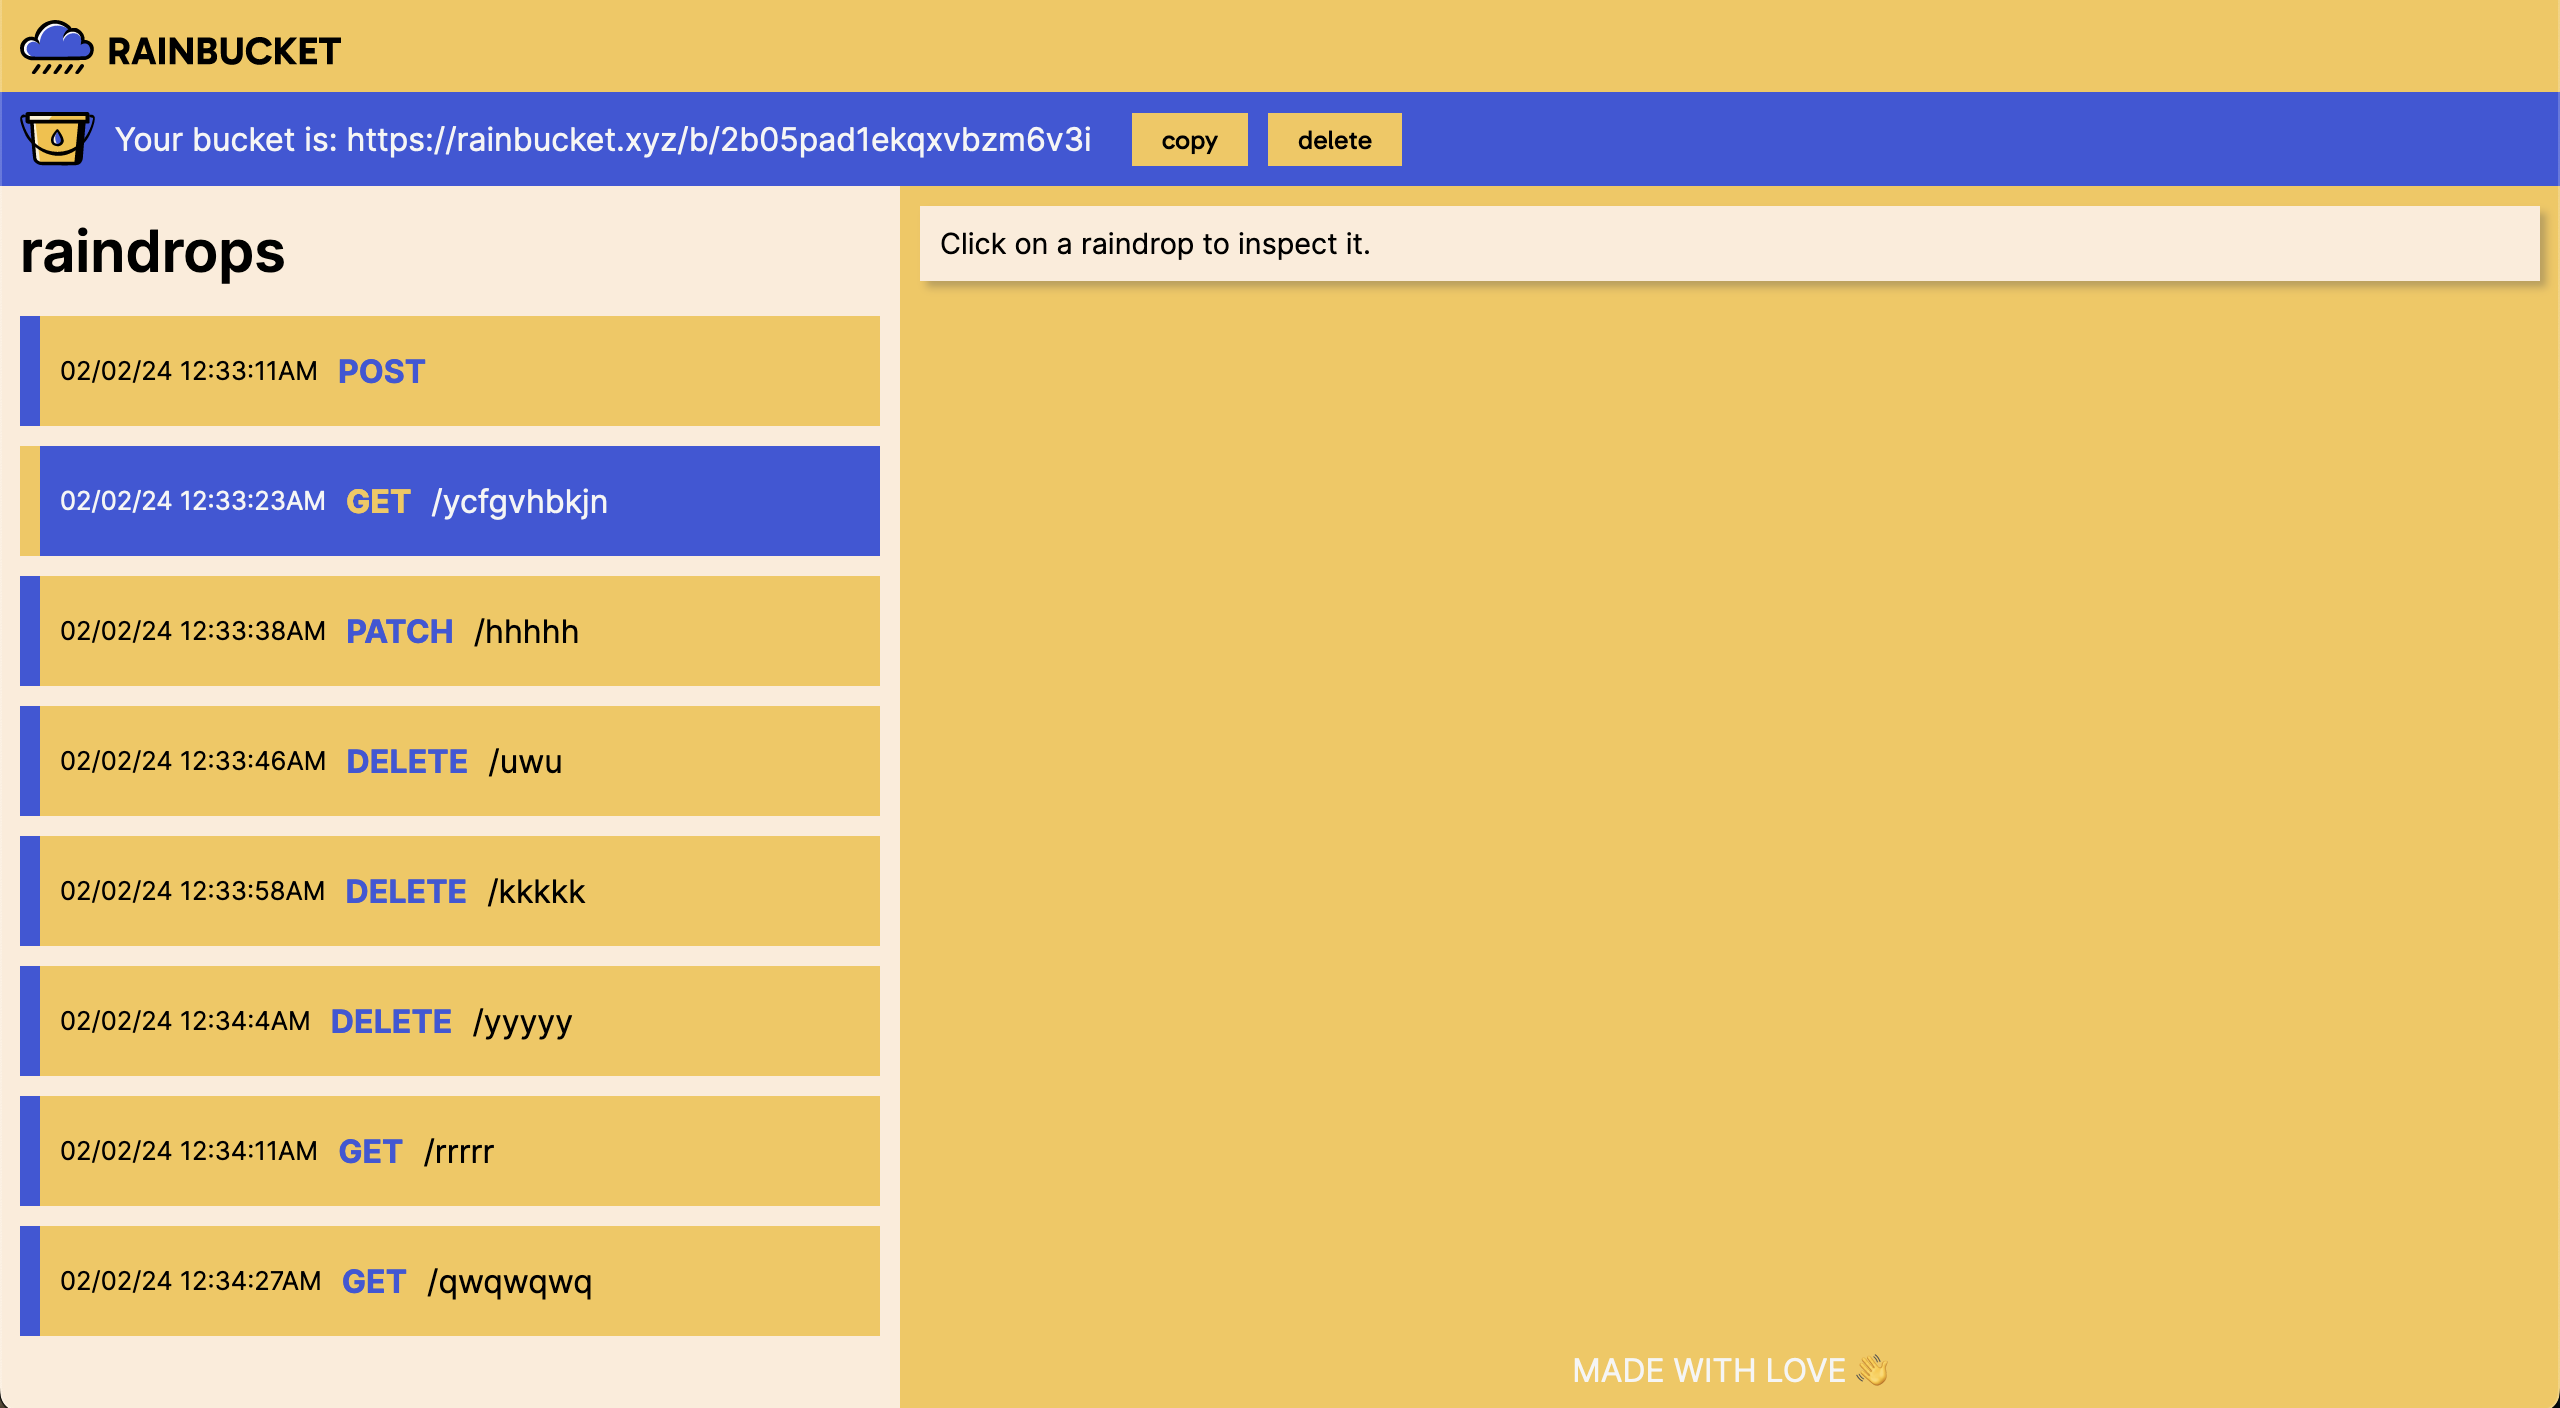 RAINBUCKET
Your bucket is: https://rainbucket.xyz/b/2b05pad1ekqxvbzm6v3i copy delete
raindrops
Click on a raindrop to inspect it.
02/02/24 12:33:11AM POST
02/02/24 12:33:23AM GET /ycfgvhbkjn
02/02/24 12:33:38AM PATCH /hhhhh
02/02/24 12:33:46AM DELETE /uwu
02/02/24 12:33:58AM DELETE /kkkkk
02/02/24 12:34:4AM DELETE /yyyyy
02/02/24 12:34:11AM GET /rrrrr
02/02/24 12:34:27AM GET /qwqwqwq
MADE WITH LOVE 👋